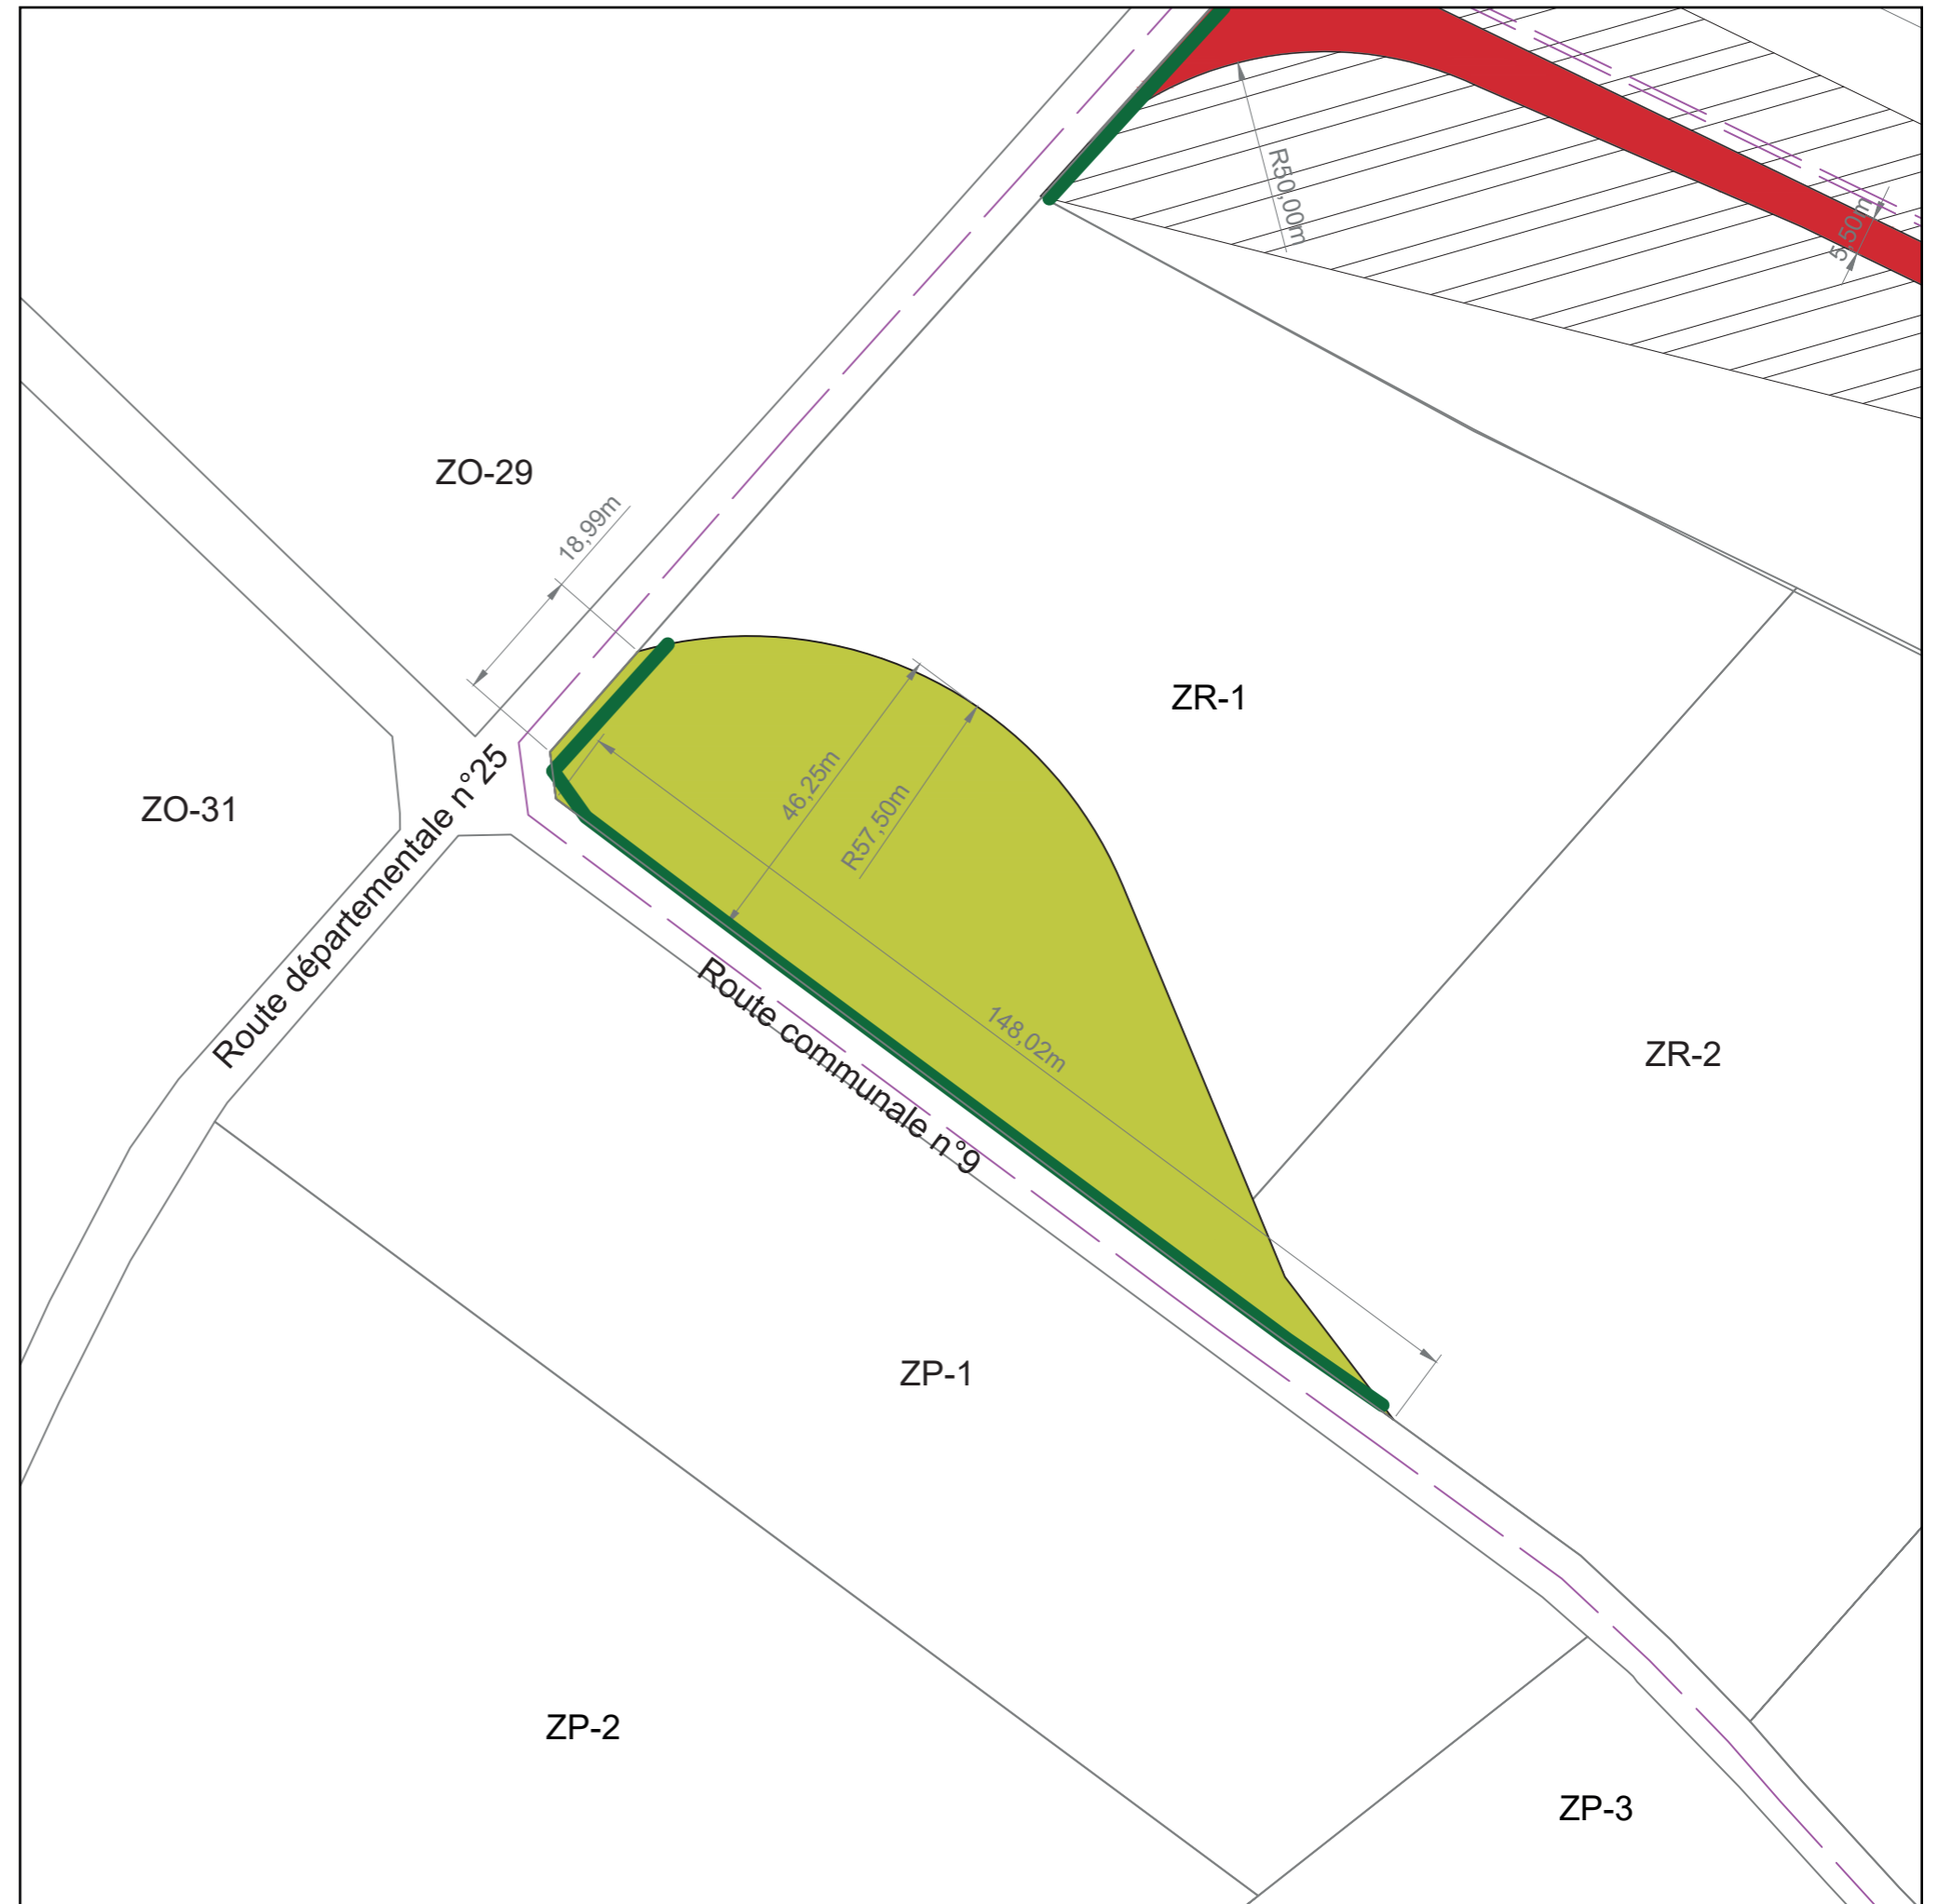 R50,00m
5,50m
ZO-29
18,99m
ZR-1
ZO-31
Route départementale n°25
46,25m
R57,50m
Route communale n°9
148,02m
ZR-2
ZP-1
ZP-2
ZP-3